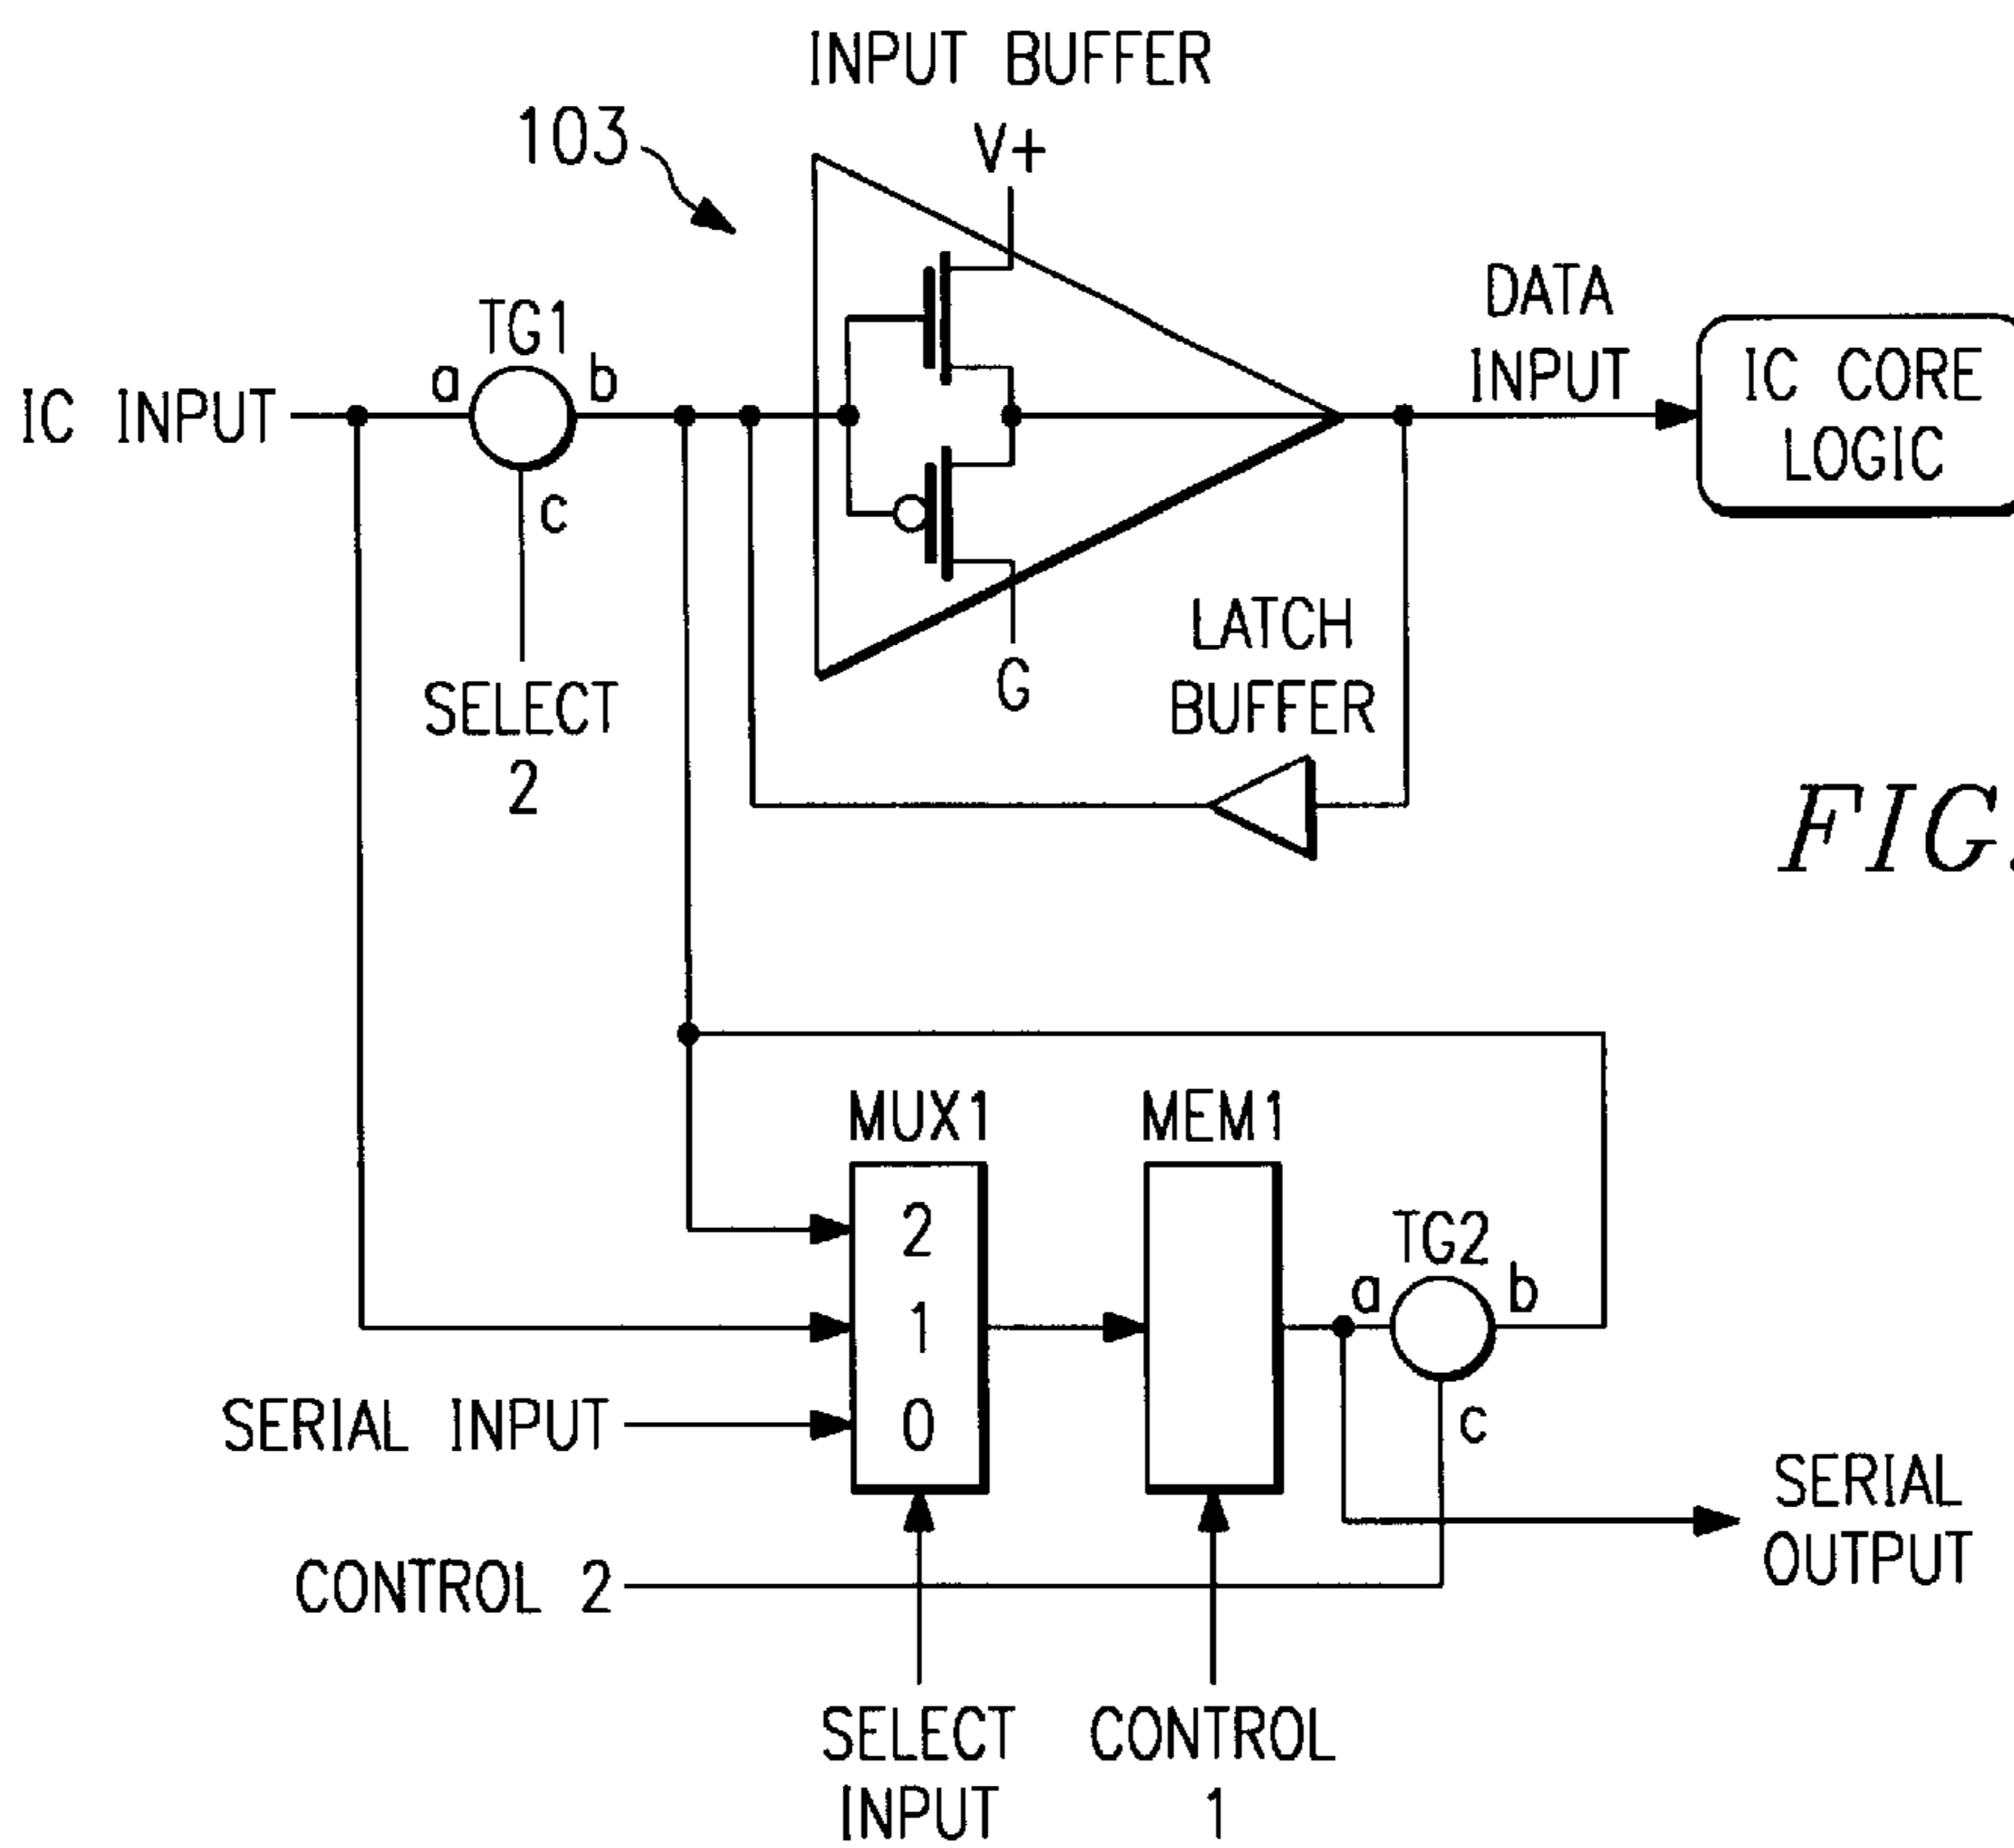 INPUT BUFFER
103
V+
TG1
a
b
c
IC INPUT
DATA
INPUT
IC CORE
LOGIC
SELECT
2
G
LATCH
BUFFER
FIG.
MUX1
MEM1
2
1
0
TG2
a
b
c
SERIAL INPUT
CONTROL 2
SERIAL
OUTPUT
SELECT
INPUT
CONTROL
1